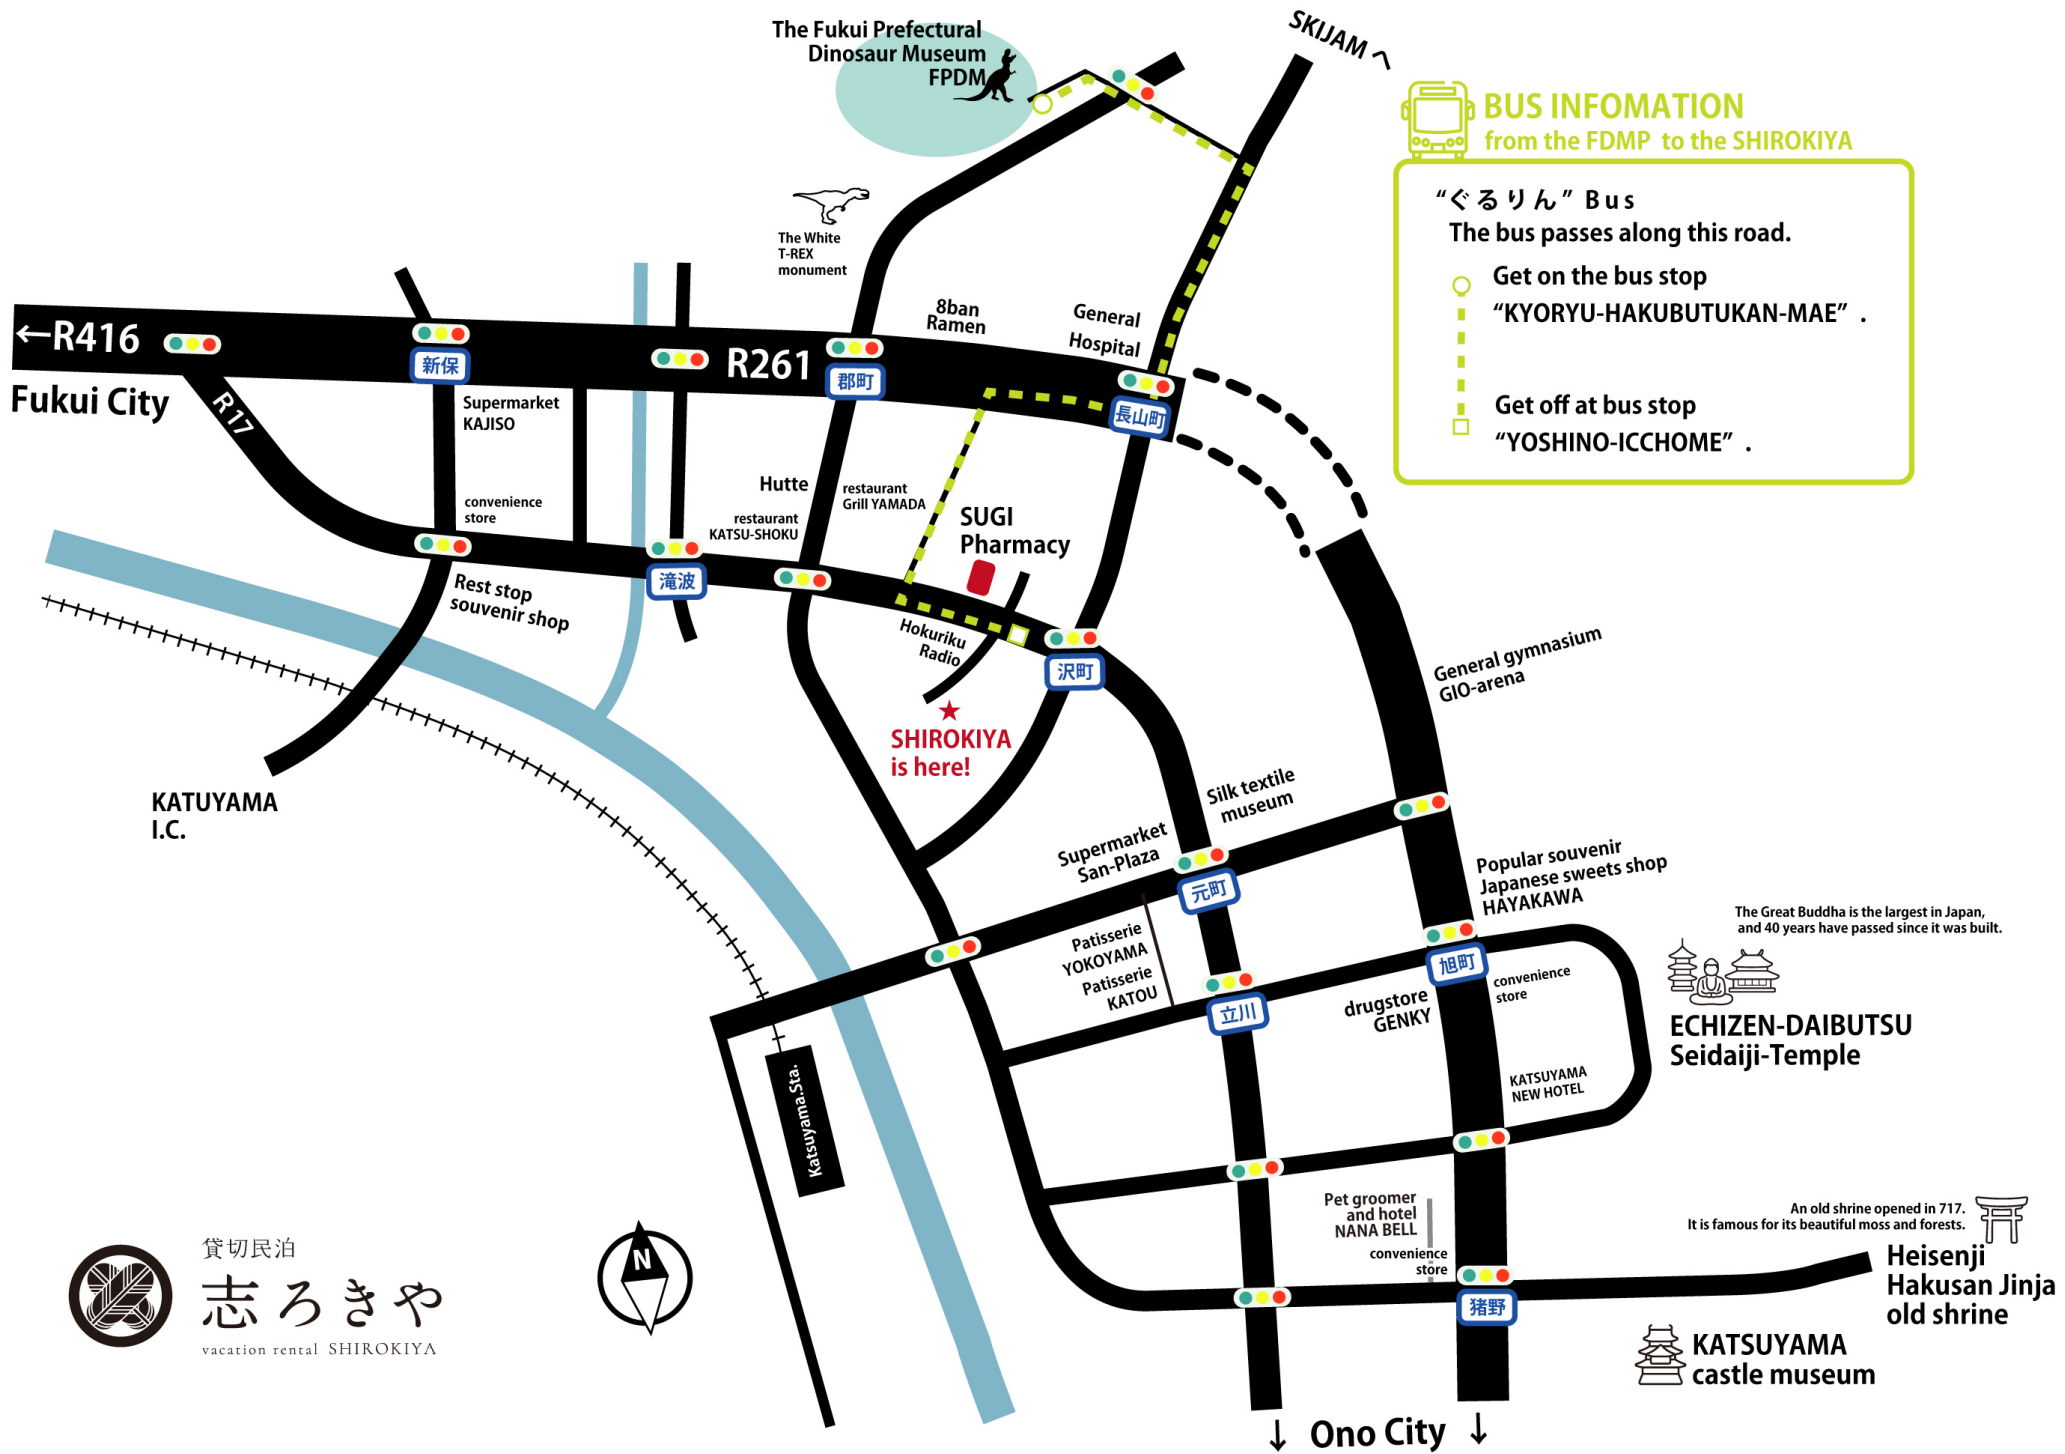 The Fukui Prefectural
Dinosaur Museum
FPDM
SKIJAM へ
BUS INFOMATION
from the FDMP to the SHIROKIYA
“ぐるりん” Bus
The bus passes along this road.
Get on the bus stop
“KYORYU-HAKUBUTUKAN-MAE” .
Get off at bus stop
“YOSHINO-ICCHOME” .
The White
T-REX
monument
8ban
Ramen
General
Hospital
←R416
R261
Fukui City
R 17
新保
郡町
長山町
Supermarket
KAJISO
convenience
store
Hutte
restaurant
Grill YAMADA
restaurant
KATSU-SHOKU
SUGI
Pharmacy
滝波
Rest stop
souvenir shop
Hokuriku
Radio
沢町
SHIROKIYA
is here!
General gymnasium
GIO-arena
KATUYAMA
I.C.
Silk textile
museum
Supermarket
San-Plaza
元町
Popular souvenir
Japanese sweets shop
HAYAKAWA
The Great Buddha is the largest in Japan,
and 40 years have passed since it was built.
Patisserie
YOKOYAMA
Patisserie
KATOU
立川
旭町
drugstore
GENKY
convenience
store
ECHIZEN-DAIBUTSU
Seidaiji-Temple
KATSUYAMA
NEW HOTEL
Katsuyama.Sta.
Pet groomer
and hotel
NANA BELL
convenience
store
猪野
An old shrine opened in 717.
It is famous for its beautiful moss and forests.
Heisenji
Hakusan Jinja
old shrine
KATSUYAMA
castle museum
貸切民泊
志ろきや
vacation rental SHIROKIYA
N
↓ Ono City ↓